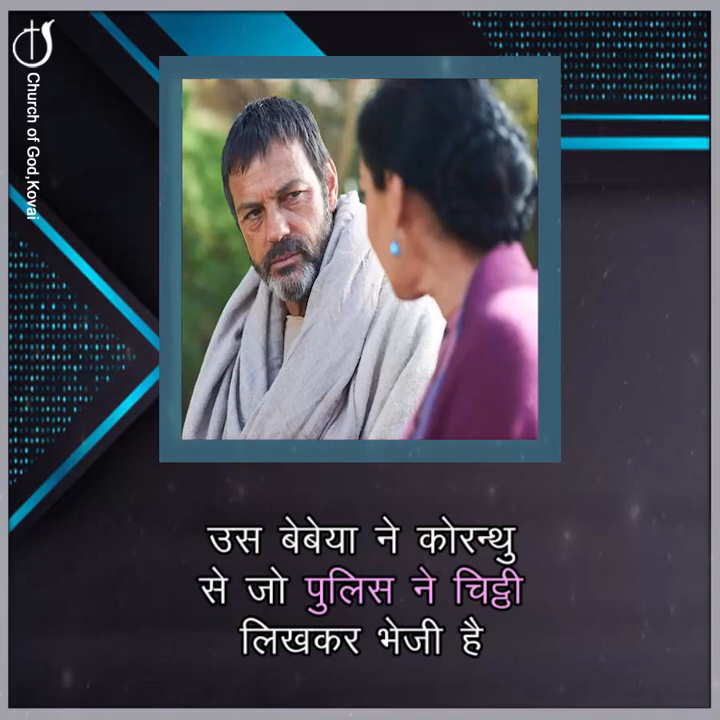 Church of God,Kovai
उस बेबेया ने कोरन्थु
से जो पुलिस ने चिट्ठी
लिखकर भेजी है